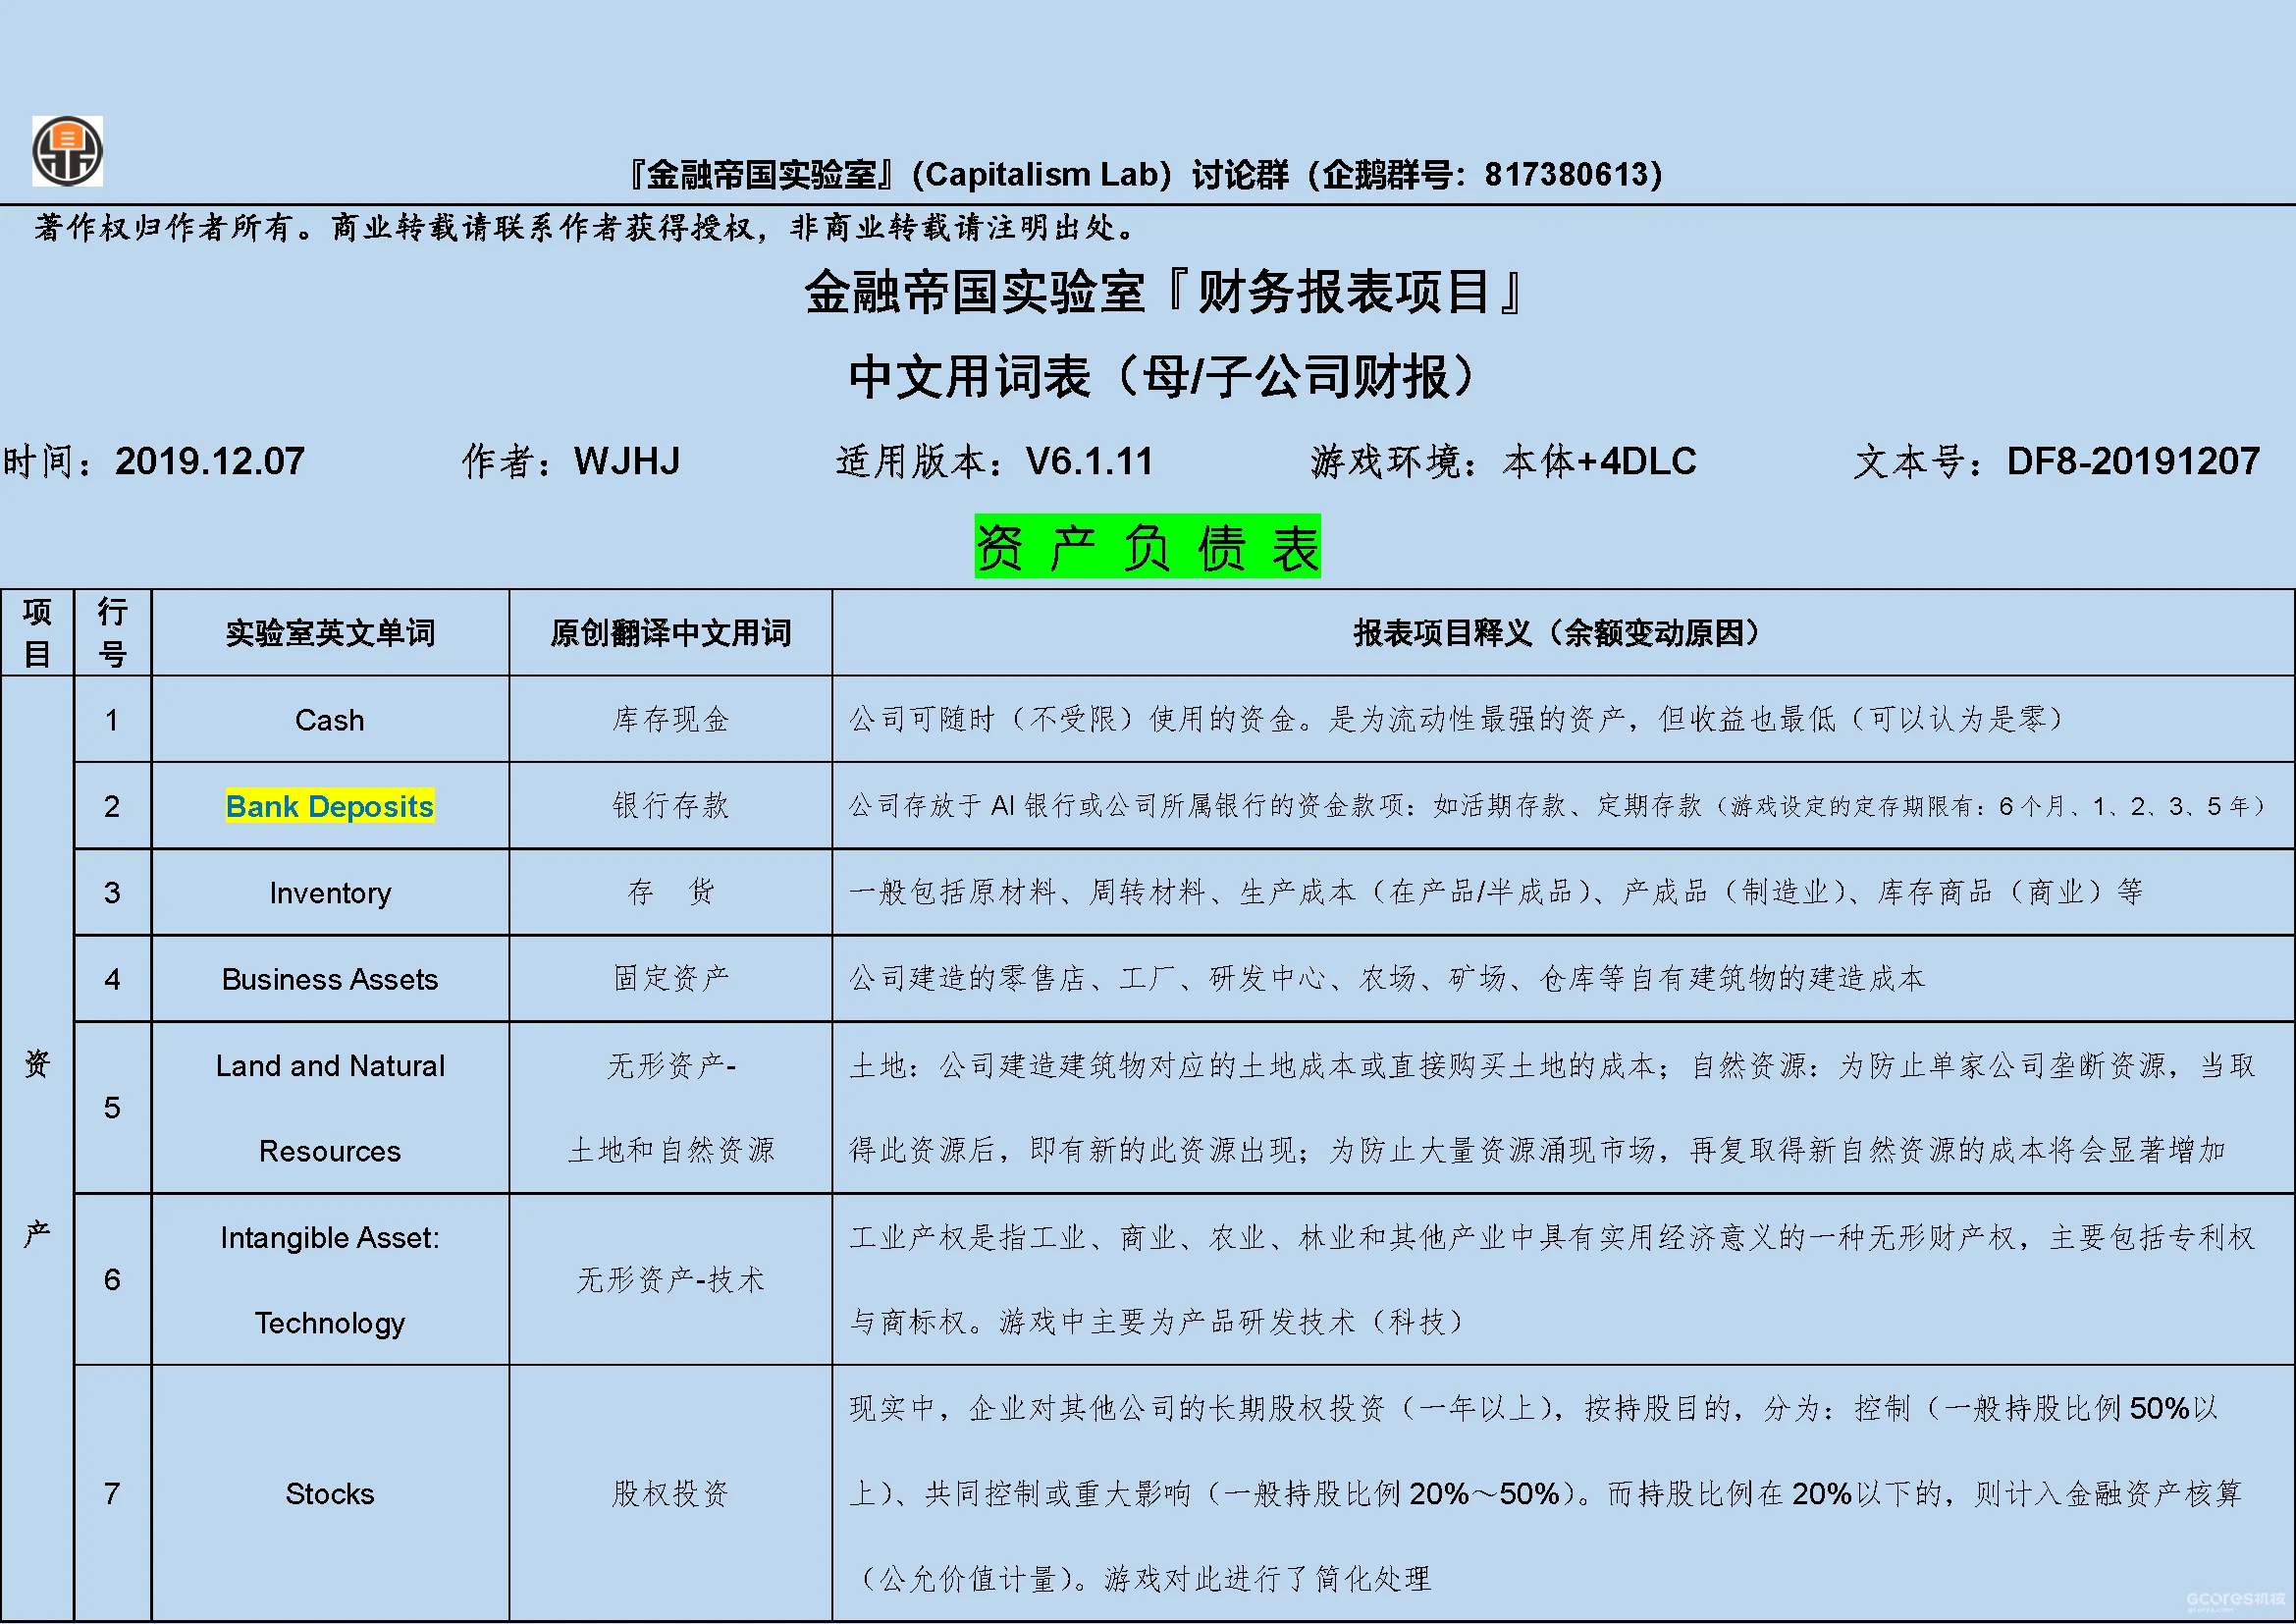 『金融帝国实验室』（Capitalism Lab）讨论群（企鹅群号：817380613）
著作权归作者所有。商业转载请联系作者获得授权，非商业转载请注明出处。
金融帝国实验室『财务报表项目』
中文用词表（母/子公司财报）
时间：2019.12.07 作者：WJHJ 适用版本：V6.1.11 游戏环境：本体+4DLC 文本号：DF8-20191207
资产负债表
项目 行号 实验室英文单词 原创翻译中文用词 报表项目释义（余额变动原因）
资产
1 Cash 库存现金 公司可随时（不受限）使用的资金。是为流动性最强的资产，但收益也最低（可以认为是零）
2 Bank Deposits 银行存款 公司存放于 AI 银行或公司所属银行的资金款项：如活期存款、定期存款（游戏设定的定存期限有：6 个月、1、2、3、5 年）
3 Inventory 存 货 一般包括原材料、周转材料、生产成本（在产品/半成品）、产成品（制造业）、库存商品（商业）等
4 Business Assets 固定资产 公司建造的零售店、工厂、研发中心、农场、矿场、仓库等自有建筑物的建造成本
5 Land and Natural
Resources
无形资产-
土地和自然资源
土地：公司建造建筑物对应的土地成本或直接购买土地的成本；自然资源：为防止单家公司垄断资源，当取
得此资源后，即有新的此资源出现；为防止大量资源涌现市场，再复取得新自然资源的成本将会显著增加
6 Intangible Asset:
Technology
无形资产-技术
工业产权是指工业、商业、农业、林业和其他产业中具有实用经济意义的一种无形财产权，主要包括专利权
与商标权。游戏中主要为产品研发技术（科技）
7 Stocks 股权投资
现实中，企业对其他公司的长期股权投资（一年以上），按持股目的，分为：控制（一般持股比例 50%以
上）、共同控制或重大影响（一般持股比例 20%～50%）。而持股比例在 20%以下的，则计入金融资产核算
（公允价值计量）。游戏对此进行了简化处理
Gcores机核
gcores.com